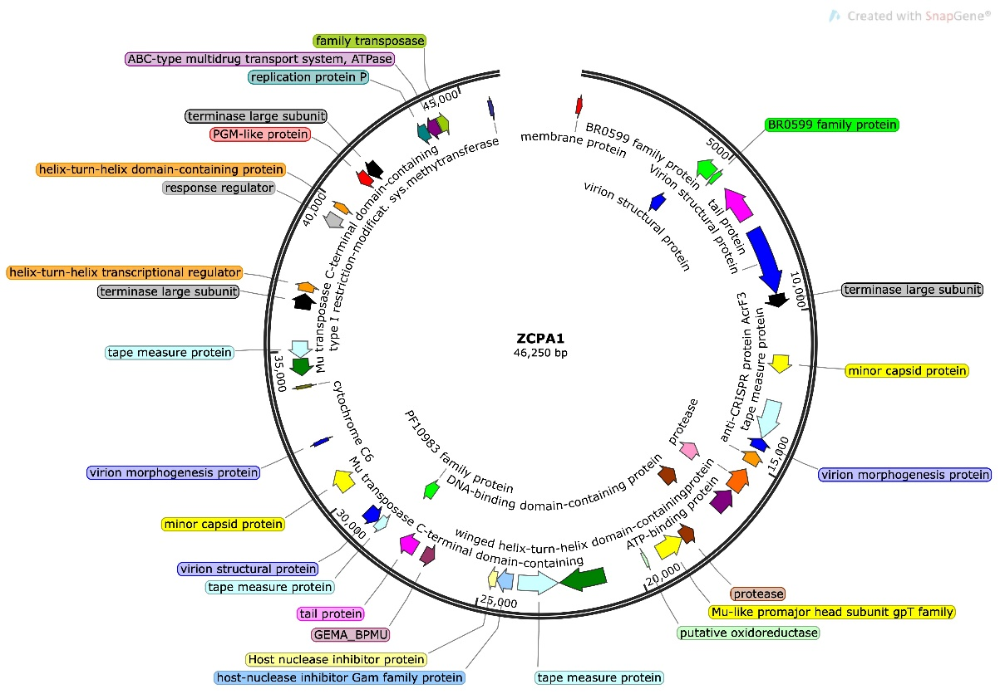 Created with SnapGene®
family transposase
ABC-type multidrug transport system, ATPase
replication protein P
terminase large subunit
PGM-like protein
helix-turn-helix domain-containing protein
response regulator
helix-turn-helix transcriptional regulator
terminase large subunit
tape measure protein
virion morphogenesis protein
minor capsid protein
virion structural protein
tape measure protein
tail protein
GEMA_BPMU
Host nuclease inhibitor protein
host-nuclease inhibitor Gam family protein
tape measure protein
putative oxidoreductase
Mu-like promajor head subunit gpT family
protease
virion morphogenesis protein
minor capsid protein
terminase large subunit
BR0599 family protein
5000
10,000
15,000
20,000
25,000
30,000
35,000
40,000
45,000
membrane protein
BR0599 family protein
Virion structural protein
tail protein
virion structural protein
anti-CRISPR protein AcrF3
tape measure protein
protease
DNA-binding domain-containing protein
winged helix-turn-helix domain-containingprotein
ATP-binding protein
Mu transposase C-terminal domain-containing
PF10983 family protein
cytochrome C6
Mu transposase C-terminal domain-containing
type I restriction-modificat. sys.methytransferase
ZCPA1
46,250 bp